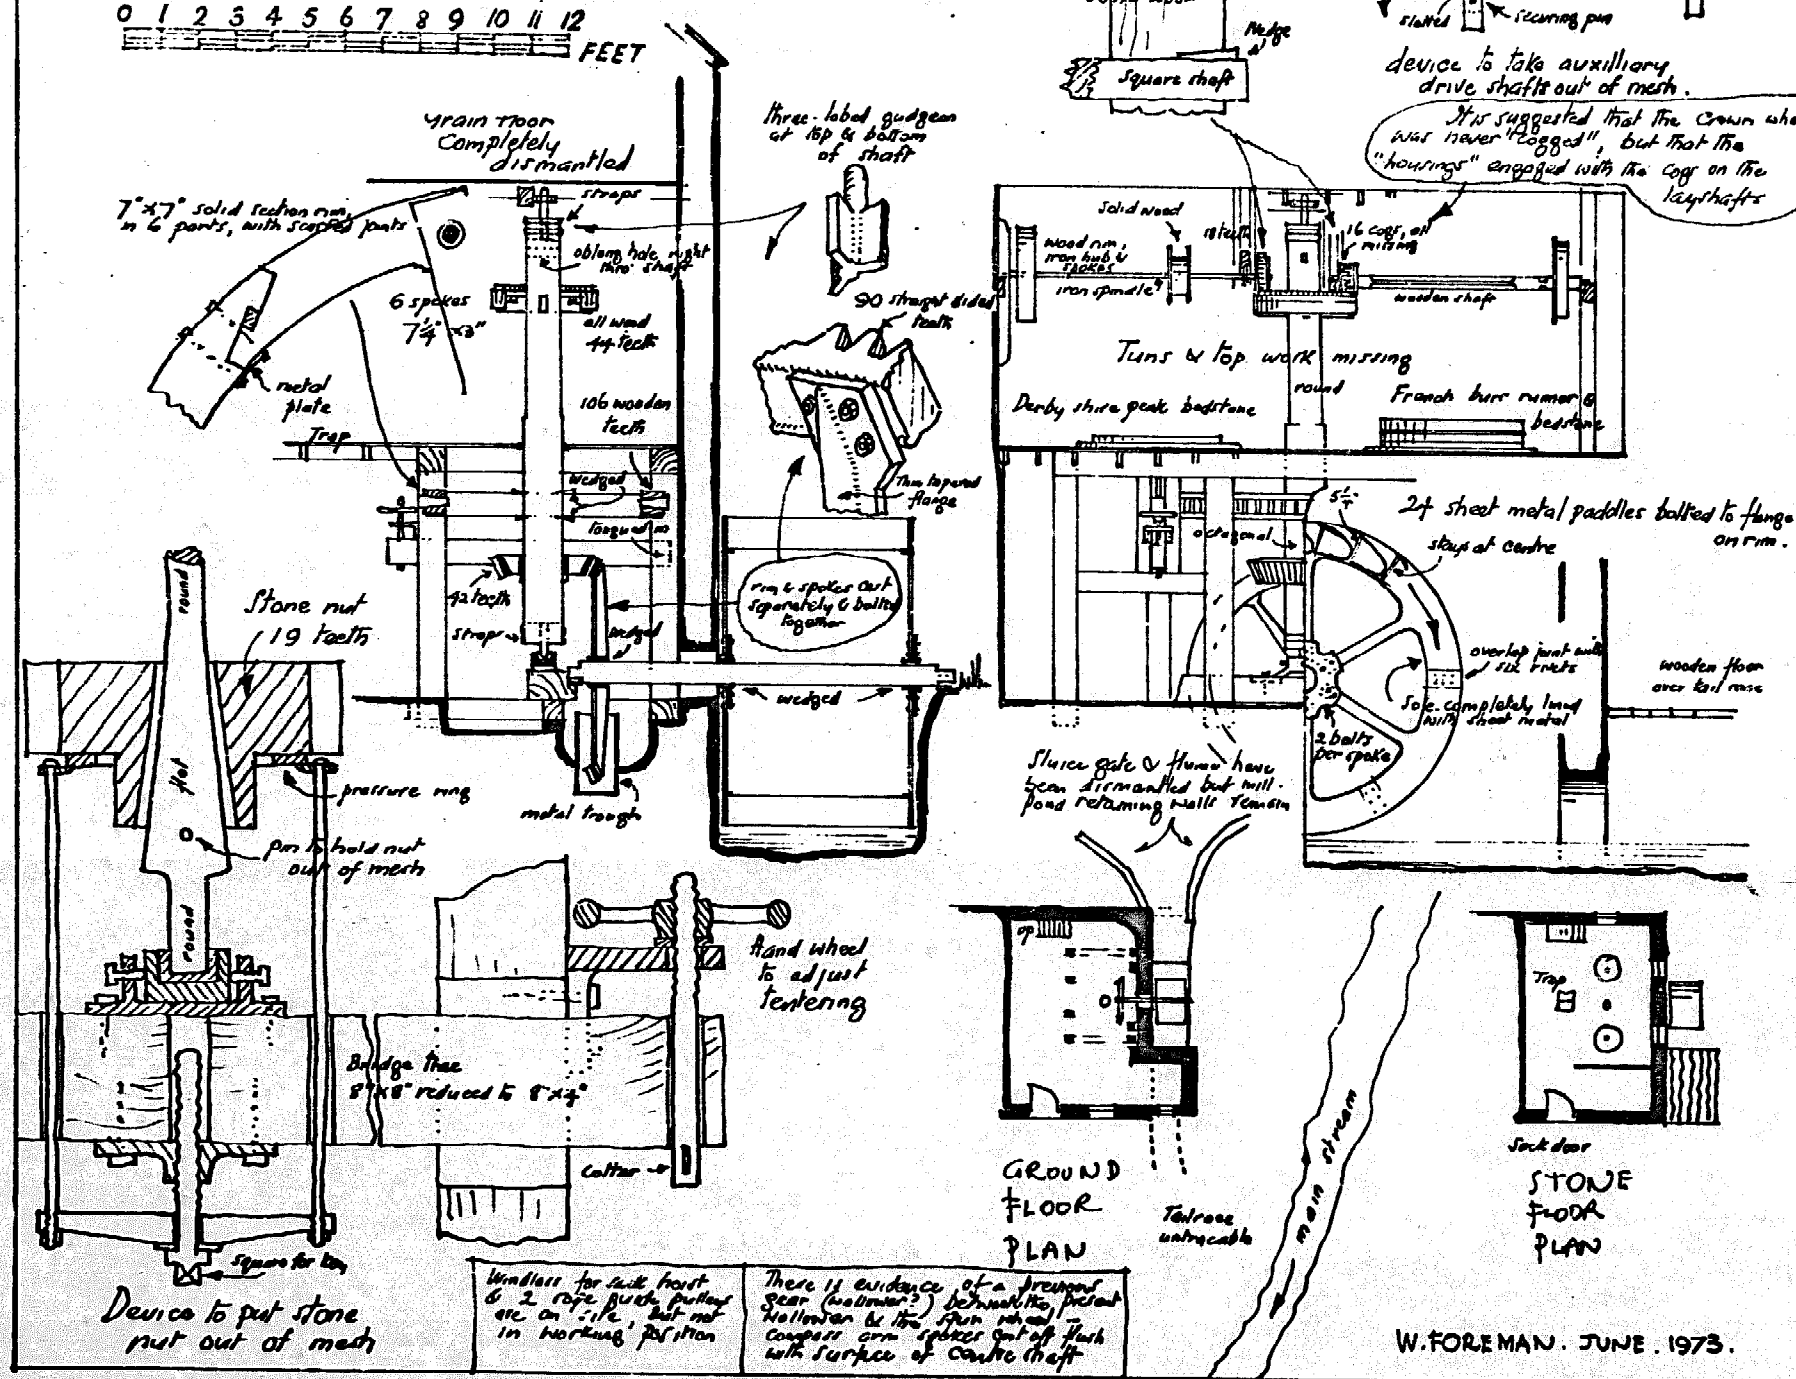 0 1 2 3 4 5 6 7 8 9 10 11 12
FEET
Wedge
square shaft
slotted
securing pin
device to take auxilliary
drive shafts out of mesh.
It is suggested that the Crown
was never "cogged", but that the
"housings" engaged with the cogs on the
layshafts
grain floor
Completely
dismantled
three-lobed gudgeon
at top & bottom
of shaft
7"x7" solid section rim,
in 6 parts, with scarfed joints
straps
oblong hole right
thro' shaft
6 spokes
7¼" x3"
all wood
44 teeth
metal
plate
106 wooden
teeth
Trap
wedged
42 teeth
straps
wedged
90 straight sided
teeth
Thin tapered
flange
rim & spokes cast
separately & bolted
together
wedged
metal trough
solid wood
wood rim,
iron hub &
spokes
iron spindle
18 teeth
16 cogs, all
missing
wooden shaft
Tuns & top work missing
round
Derbyshire peak bedstone
French burr runner &
bedstone
octagonal
24 sheet metal paddles bolted to flange
on rim.
stays at centre
overlap joint with
six rivets
Sole completely lined
with sheet metal
2 bolts
per spoke
wooden floor
over tail race
Sluice gate & flume have
been dismantled but mill-
pond retaining walls remain
round
Stone nut
19 teeth
flat
pressure ring
pin to hold nut
out of mesh
round
Hand wheel
to adjust
tentering
Bridge tree
8"x8" reduced to 8"x4"
Cotter
square for key
Device to put stone
nut out of mesh
up
GROUND
FLOOR
PLAN
Tailrace
untraceable
main stream
Trap
Sack door
STONE
FLOOR
PLAN
Windlass for sack hoist
& 2 rope pulleys
are on site, but not
in working position
There is evidence of a previous
gear (wallower?) between the present
wallower & the spur wheel -
compass arm spokes cut off flush
with surface of centre shaft
W.FOREMAN. JUNE. 1973.